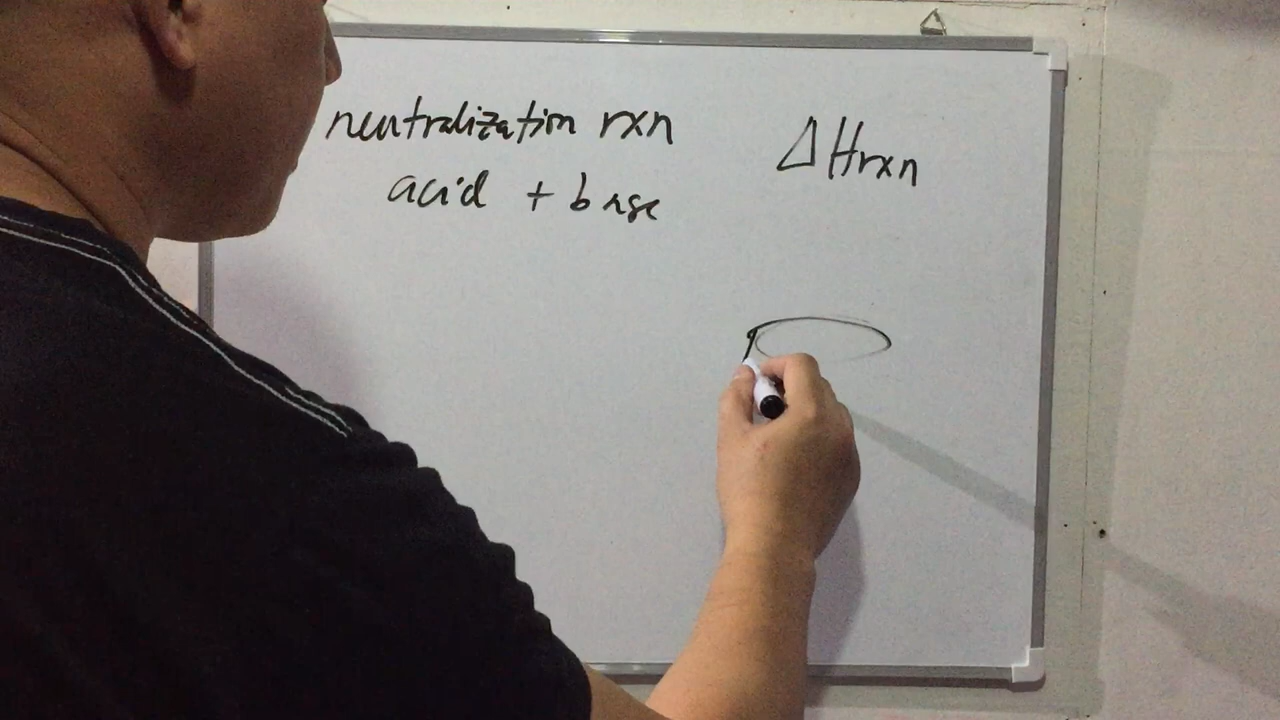 neutralization rxn
acid + base
ΔHrxn